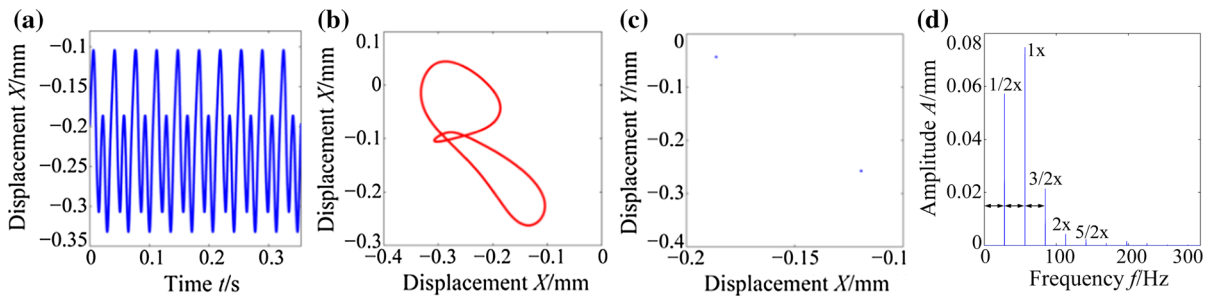 (a)
Displacement X/mm
−0.1
−0.15
−0.2
−0.25
−0.3
−0.35
0 0.1 0.2 0.3
Time t/s
(b)
Displacement X/mm
0.1
0
−0.1
−0.2
−0.3
−0.4 −0.3 −0.2 −0.1 0
Displacement X/mm
(c)
Displacement Y/mm
0
−0.1
−0.2
−0.3
−0.4
−0.2 −0.15 −0.1
Displacement X/mm
(d)
Amplitude A/mm
0.08
0.06
0.04
0.02
0
1/2x
1x
3/2x
2x
5/2x
0 100 200 300
Frequency f/Hz